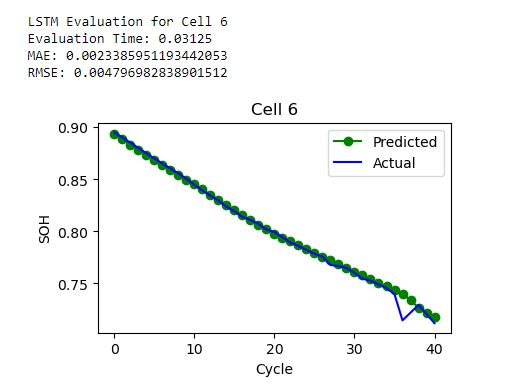 LSTM Evaluation for Cell 6
Evaluation Time: 0.03125
MAE: 0.0023385951193442053
RMSE: 0.004796982838901512
Cell 6
Predicted
Actual
0.90
0.85
0.80
0.75
SOH
0
10
20
30
40
Cycle